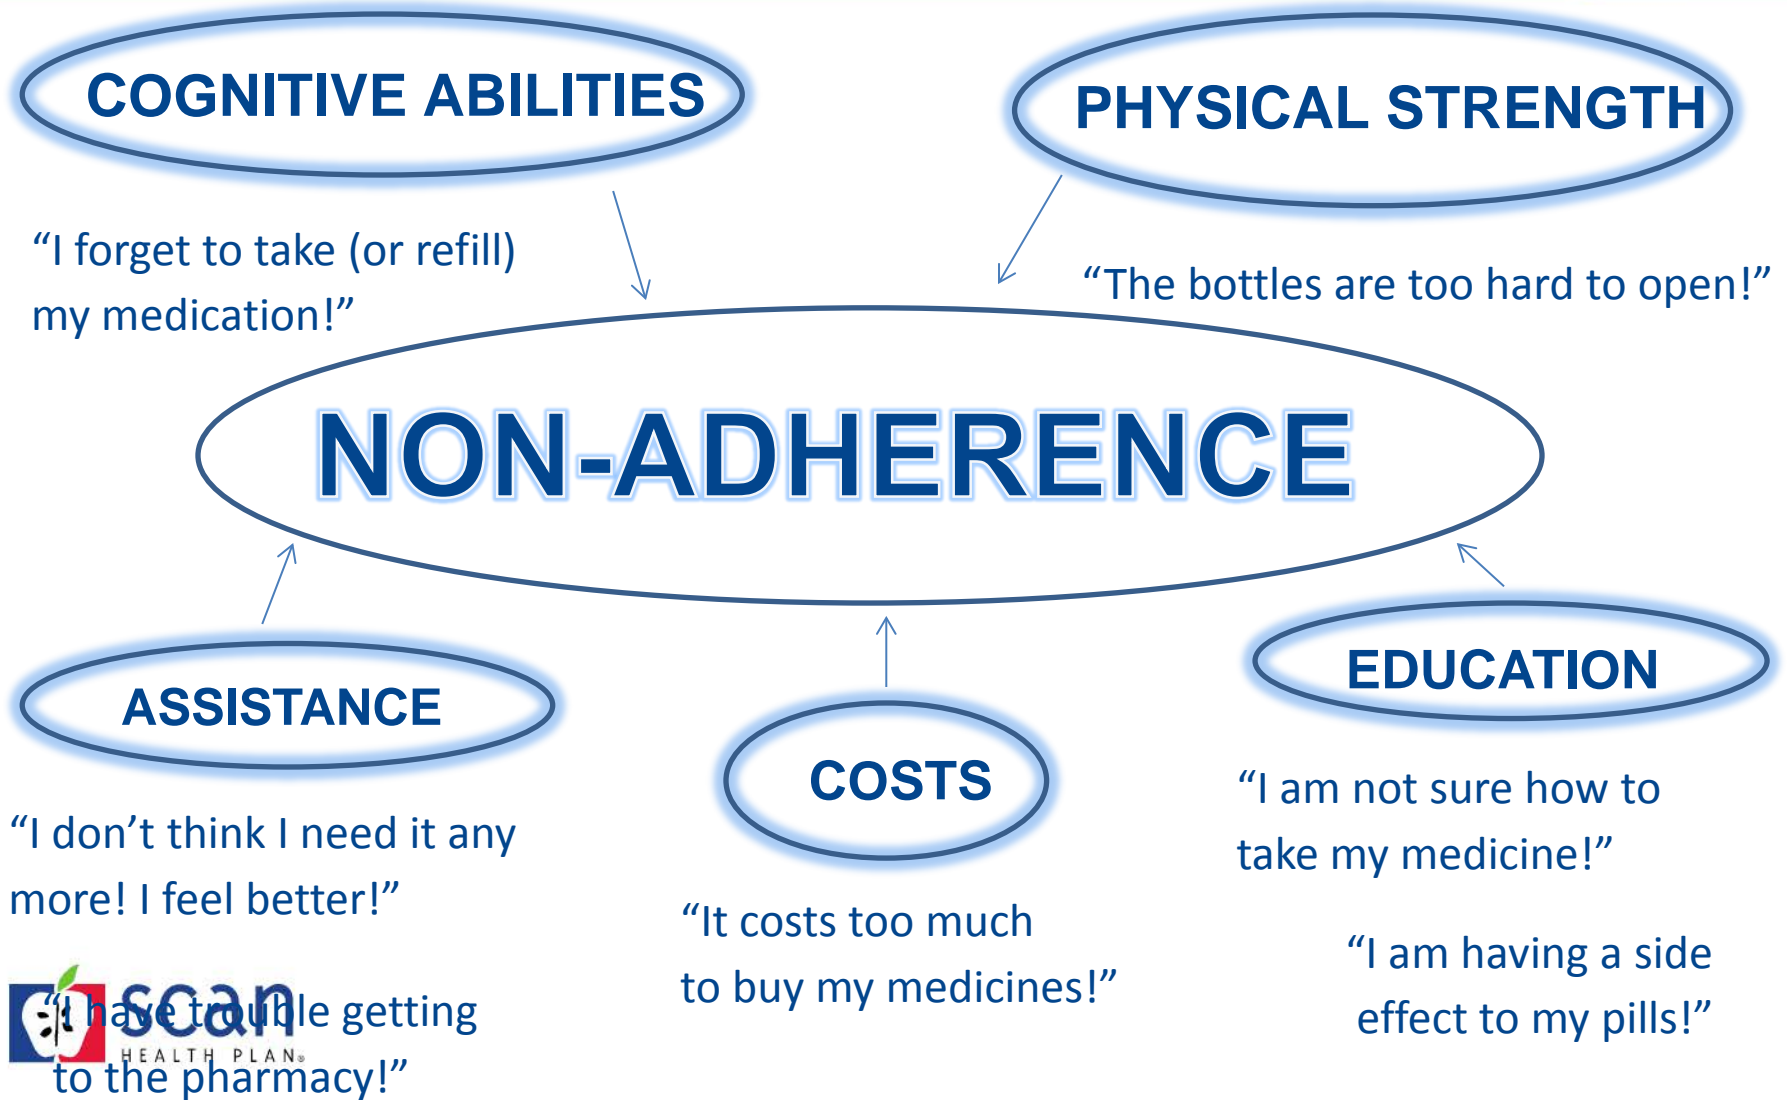 COGNITIVE ABILITIES
PHYSICAL STRENGTH
“I forget to take (or refill)
my medication!”
“The bottles are too hard to open!”
NON-ADHERENCE
ASSISTANCE
“I don’t think I need it any
more! I feel better!”
“I have trouble getting
to the pharmacy!”
COSTS
“It costs too much
to buy my medicines!”
EDUCATION
“I am not sure how to
take my medicine!”
“I am having a side
effect to my pills!”
scan
HEALTH PLAN®